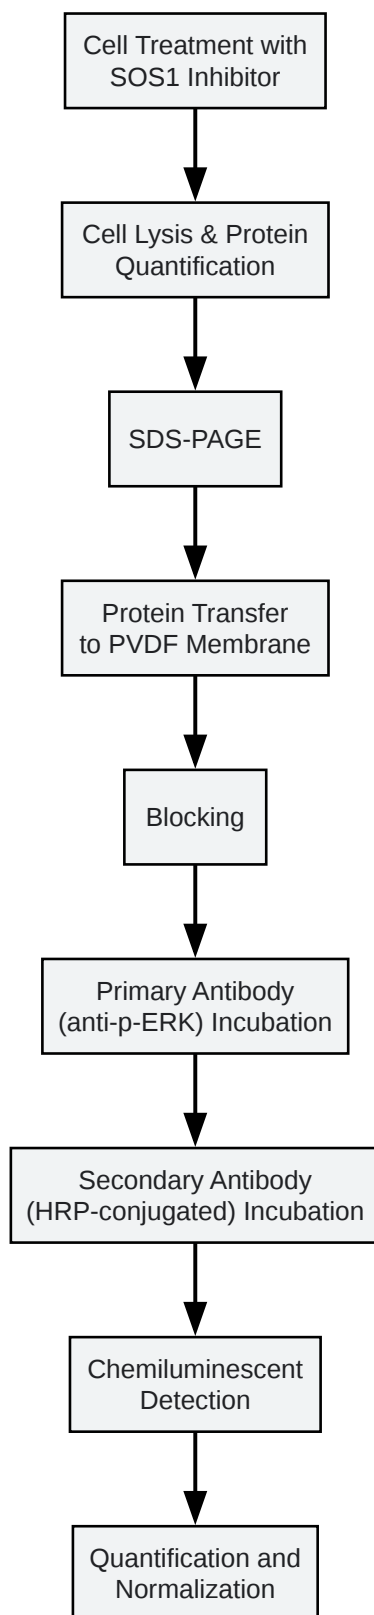 Cell Treatment with
SOS1 Inhibitor
Cell Lysis & Protein
Quantification
SDS-PAGE
Protein Transfer
to PVDF Membrane
Blocking
Primary Antibody
(anti-p-ERK) Incubation
Secondary Antibody
(HRP-conjugated) Incubation
Chemiluminescent
Detection
Quantification and
Normalization